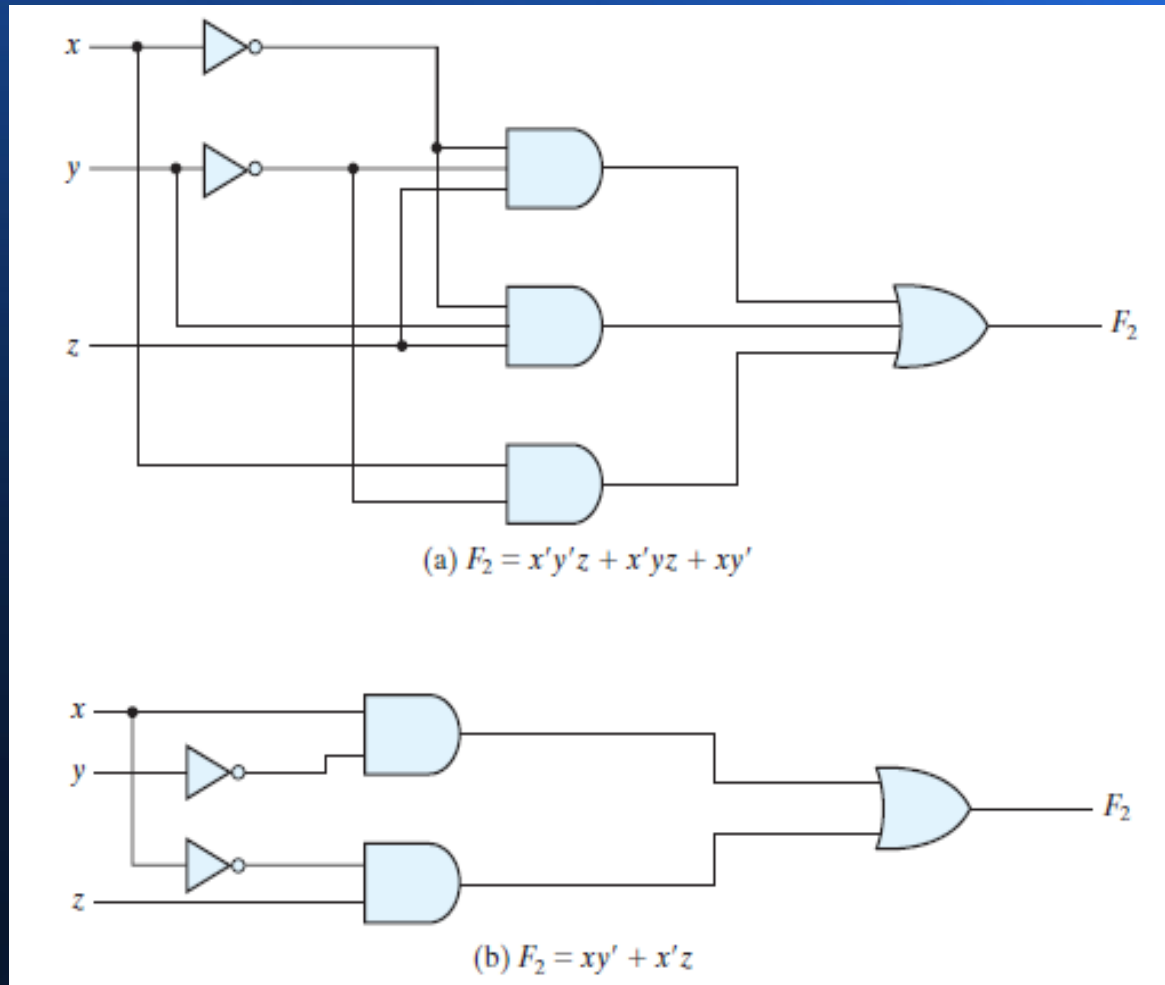 x
y
z
F₂
(a) F₂ = x′y′z + x′yz + xy′
x
y
z
F₂
(b) F₂ = xy′ + x′z